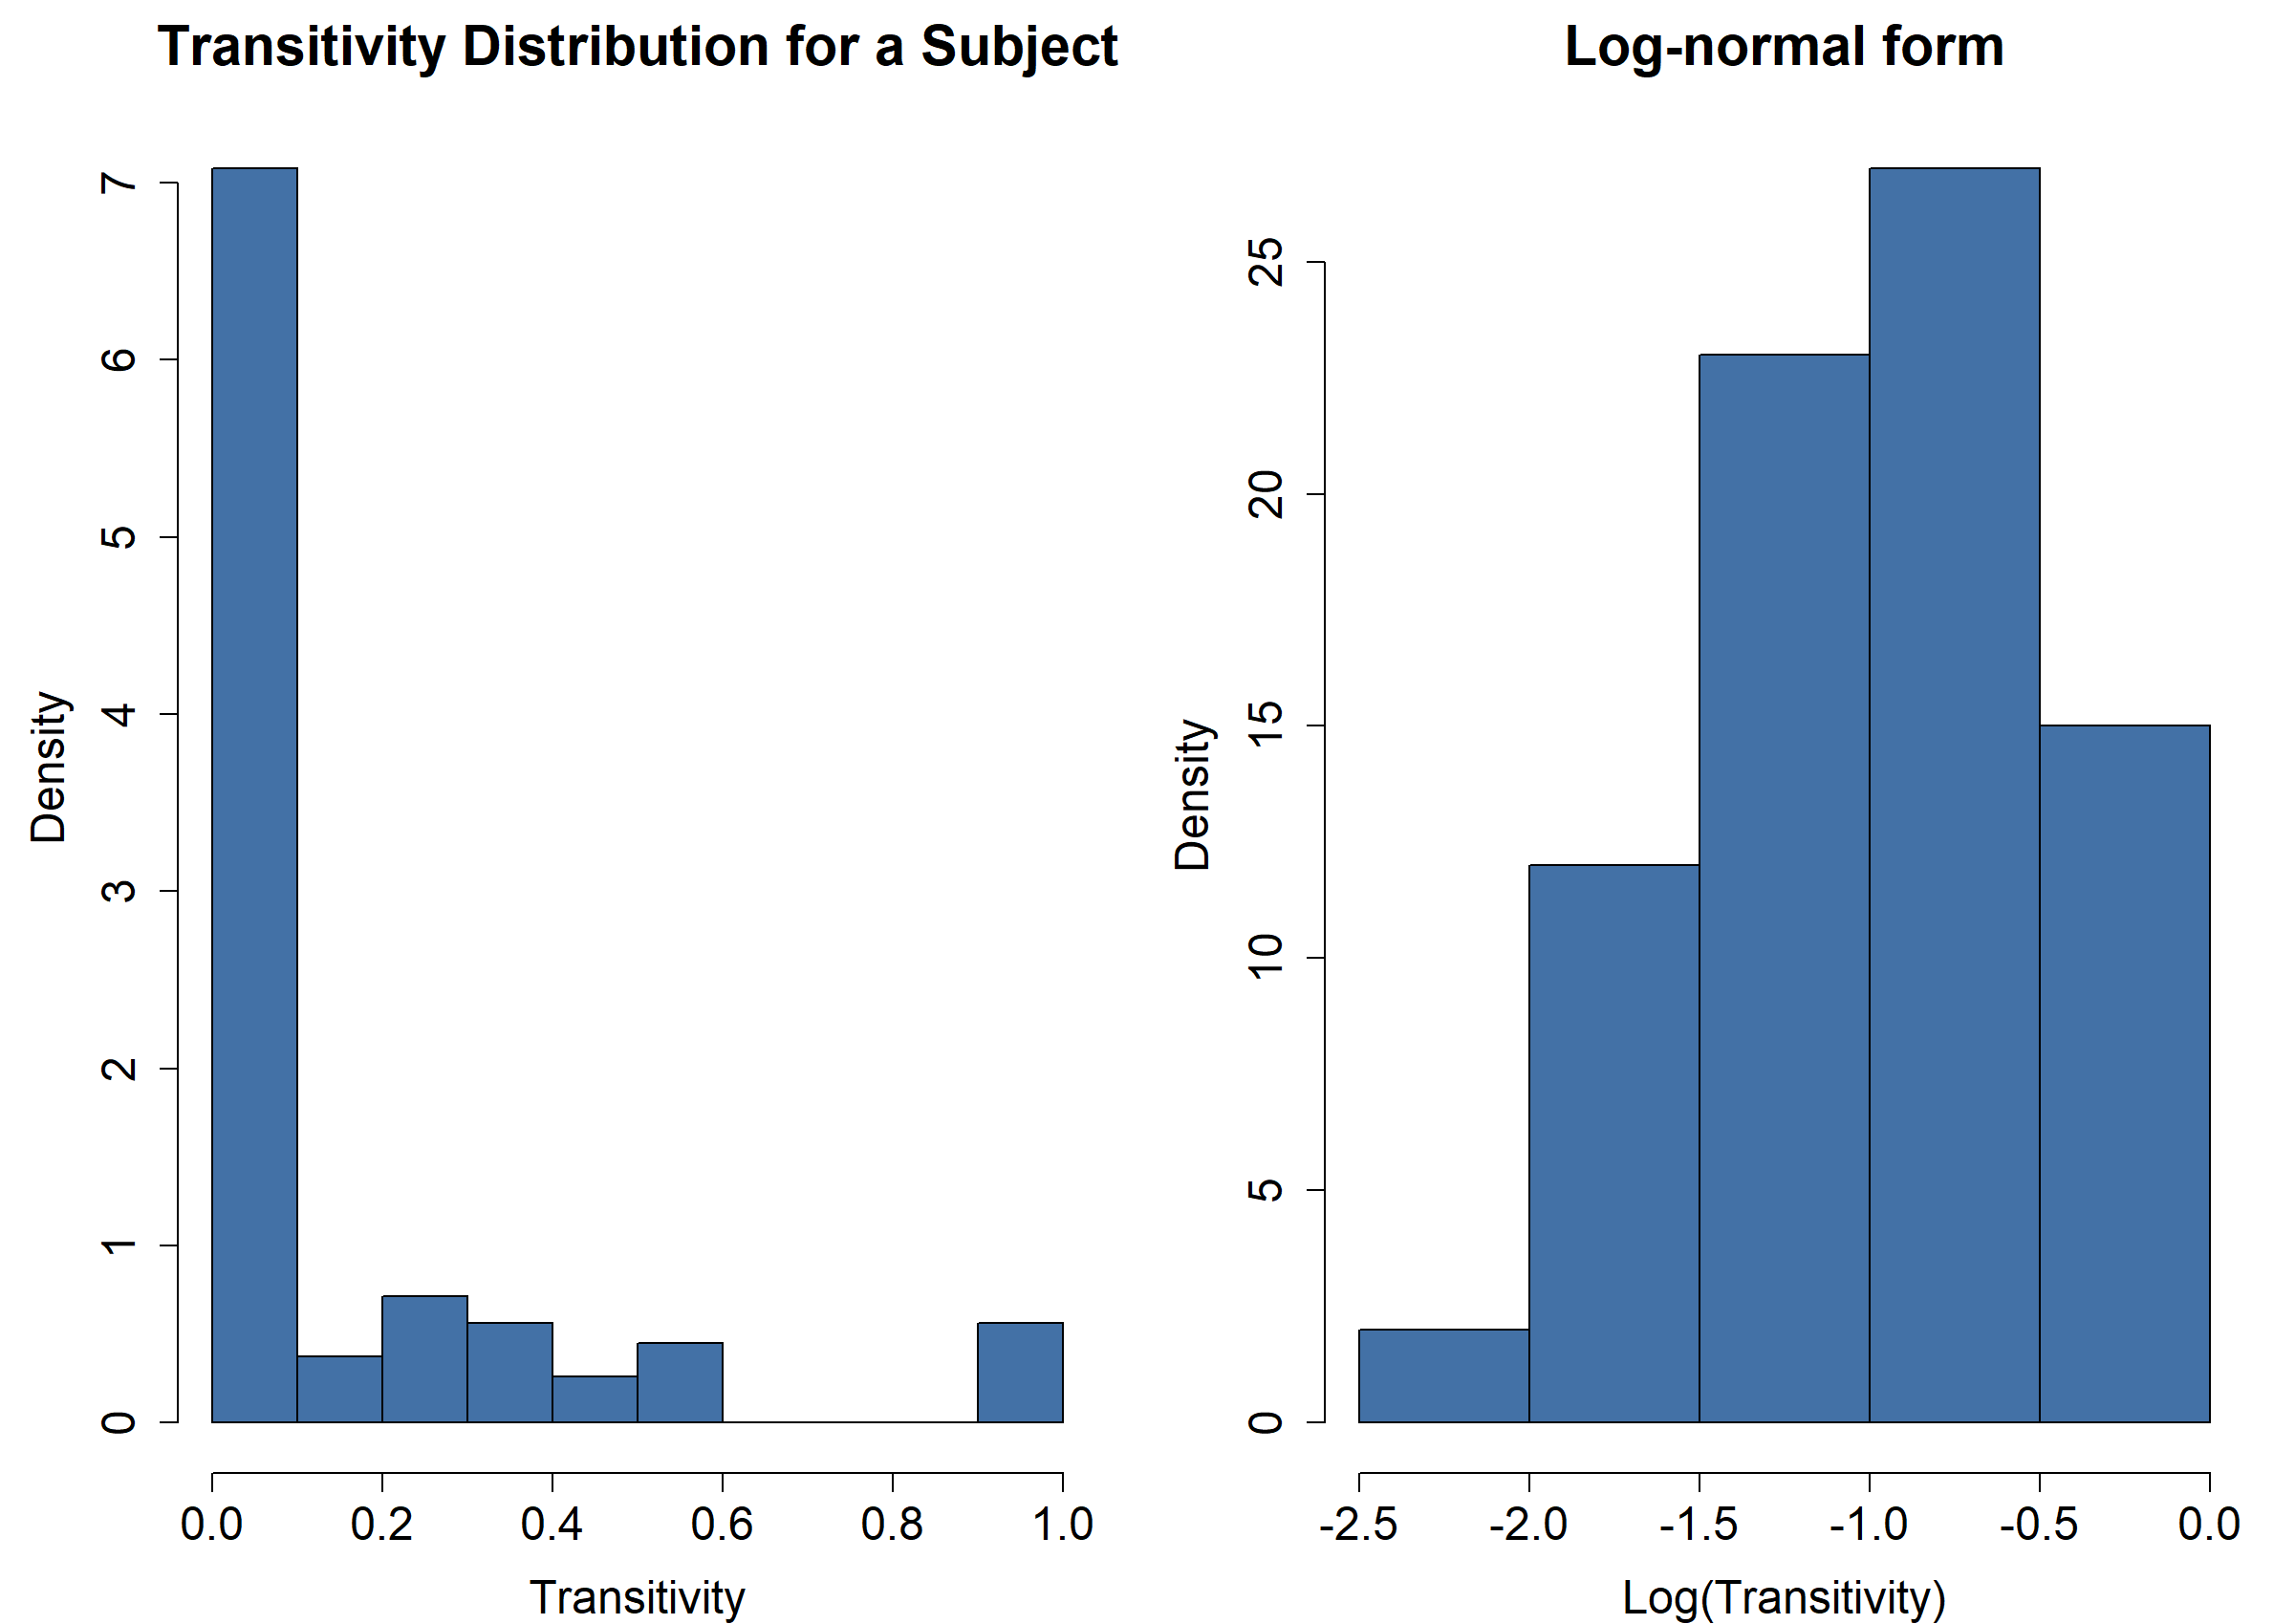 Transitivity Distribution for a Subject
Density
7
6
5
4
3
2
1
0
0.0 0.2 0.4 0.6 0.8 1.0
Transitivity
Log-normal form
Density
25
20
15
10
5
0
-2.5 -2.0 -1.5 -1.0 -0.5 0.0
Log(Transitivity)